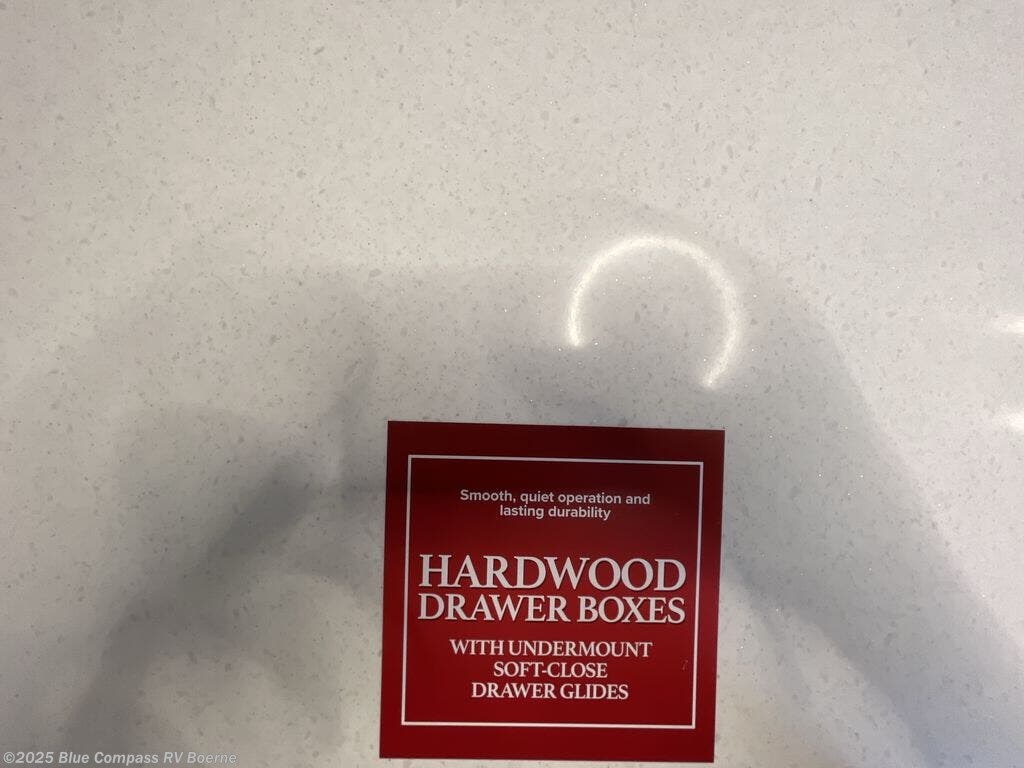 Smooth, quiet operation and
lasting durability
HARDWOOD
DRAWER BOXES
WITH UNDERMOUNT
SOFT-CLOSE
DRAWER GLIDES
©2025 Blue Compass RV Boerne